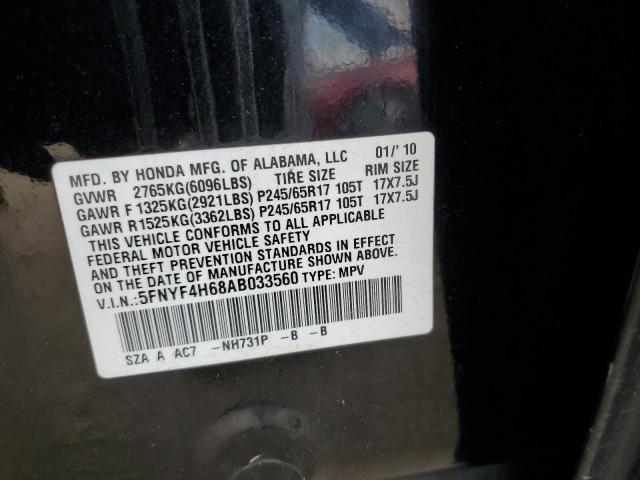 MFD. BY HONDA MFG. OF ALABAMA, LLC 01/'10
GVWR 2765KG(6096LBS) TIRE SIZE RIM SIZE
GAWR F 1325KG(2921LBS) P245/65R17 105T 17X7.5J
GAWR R 1525KG(3362LBS) P245/65R17 105T 17X7.5J
THIS VEHICLE CONFORMS TO ALL APPLICABLE
FEDERAL MOTOR VEHICLE SAFETY
AND THEFT PREVENTION STANDARDS IN EFFECT
ON THE DATE OF MANUFACTURE SHOWN ABOVE.
V.I.N.:5FNYF4H68AB033560 TYPE: MPV
SZA A AC7 -NH731P -B -B